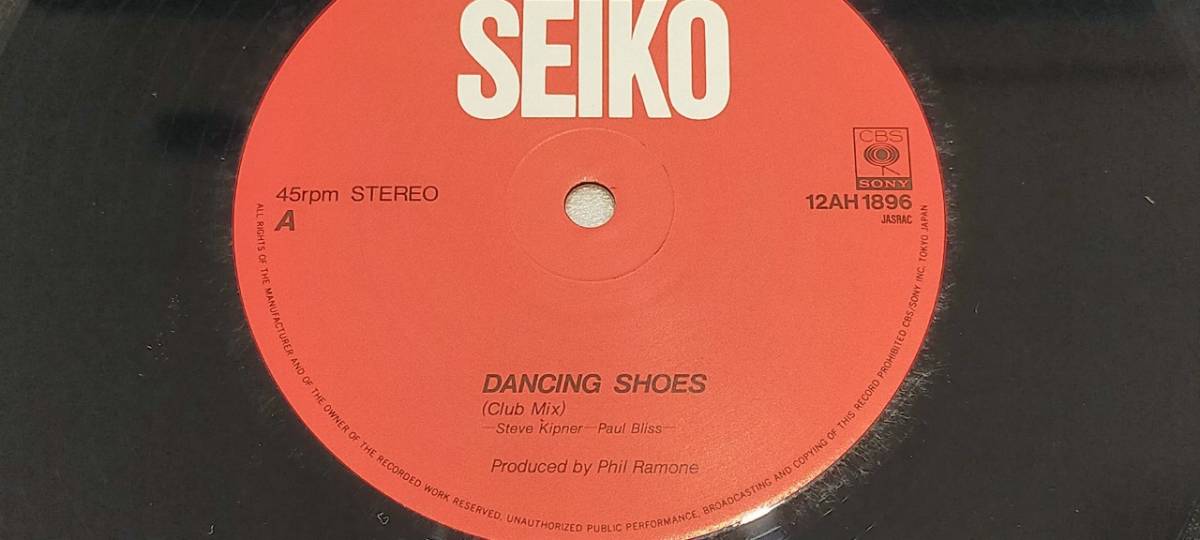 SEIKO
CBS
SONY
45rpm STEREO
A
12AH 1896
JASRAC
DANCING SHOES
(Club Mix)
—Steve Kipner—Paul Bliss—
Produced by Phil Ramone
ALL RIGHTS OF THE MANUFACTURER AND OF THE OWNER OF THE RECORDED WORK RESERVED. UNAUTHORIZED PUBLIC PERFORMANCE, BROADCASTING AND COPYING OF THIS RECORD PROHIBITED CBS/SONY INC. TOKYO JAPAN